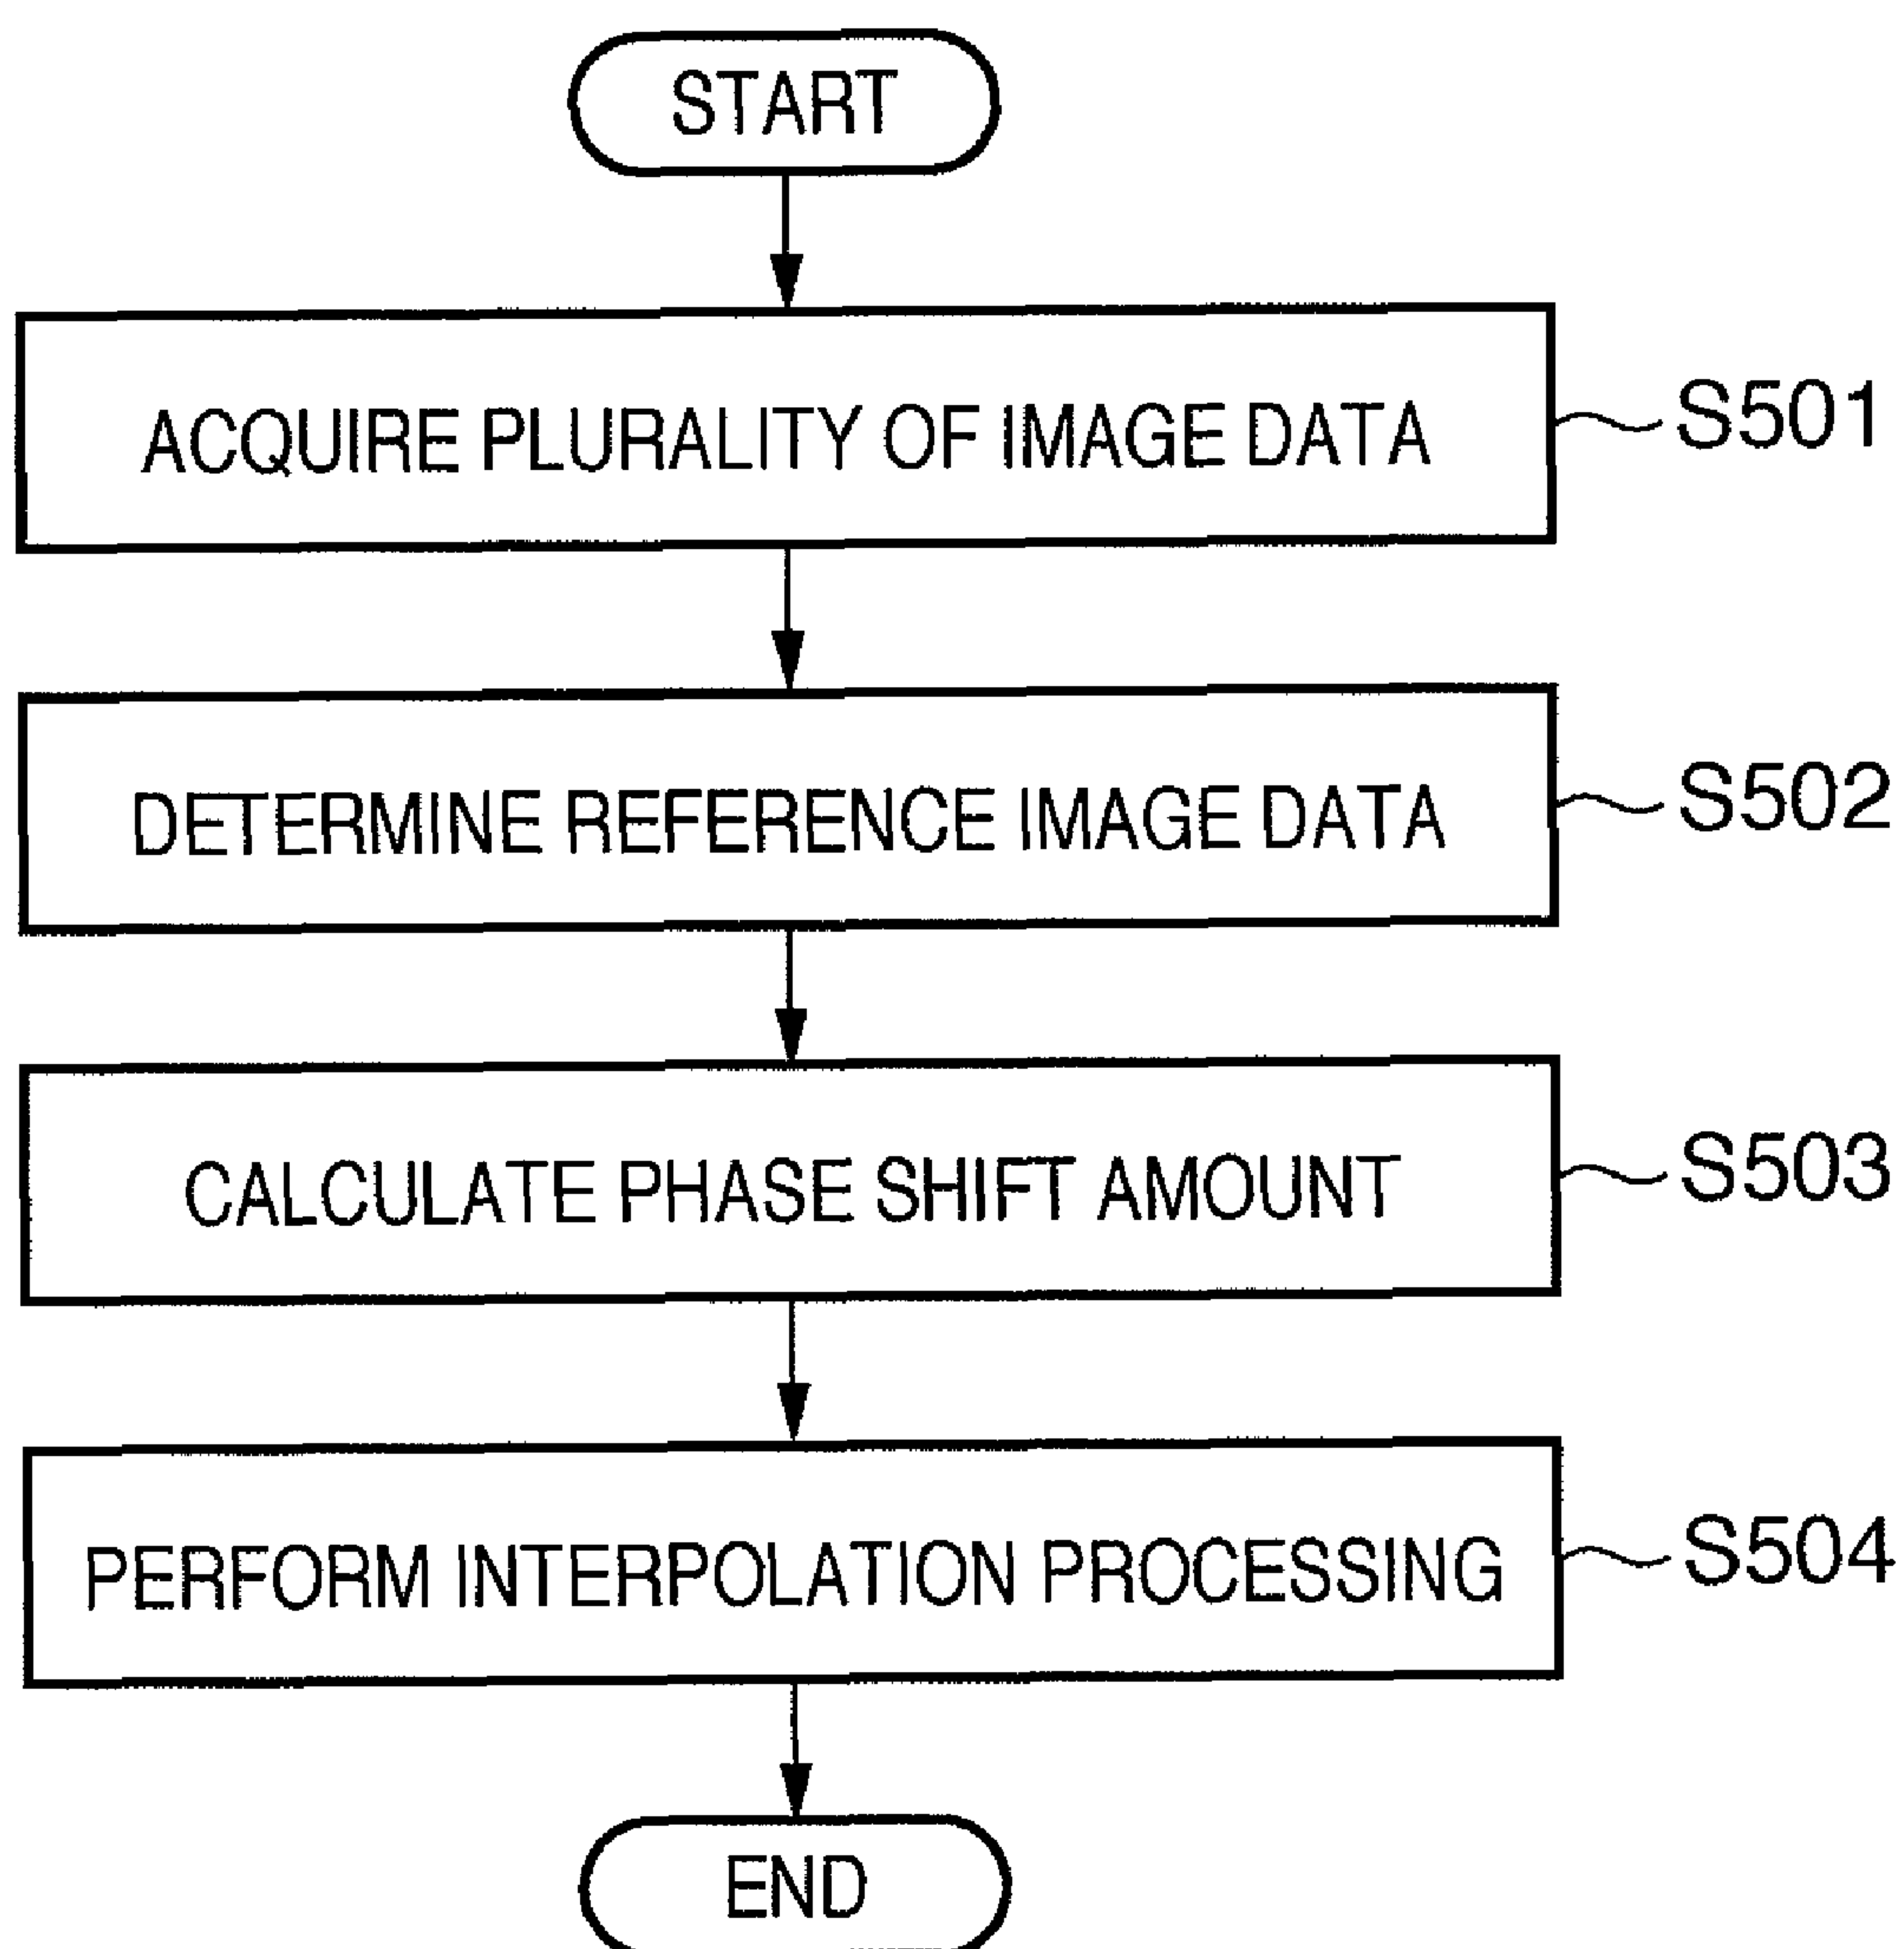 START
ACQUIRE PLURALITY OF IMAGE DATA
S501
DETERMINE REFERENCE IMAGE DATA
S502
CALCULATE PHASE SHIFT AMOUNT
S503
PERFORM INTERPOLATION PROCESSING
S504
END